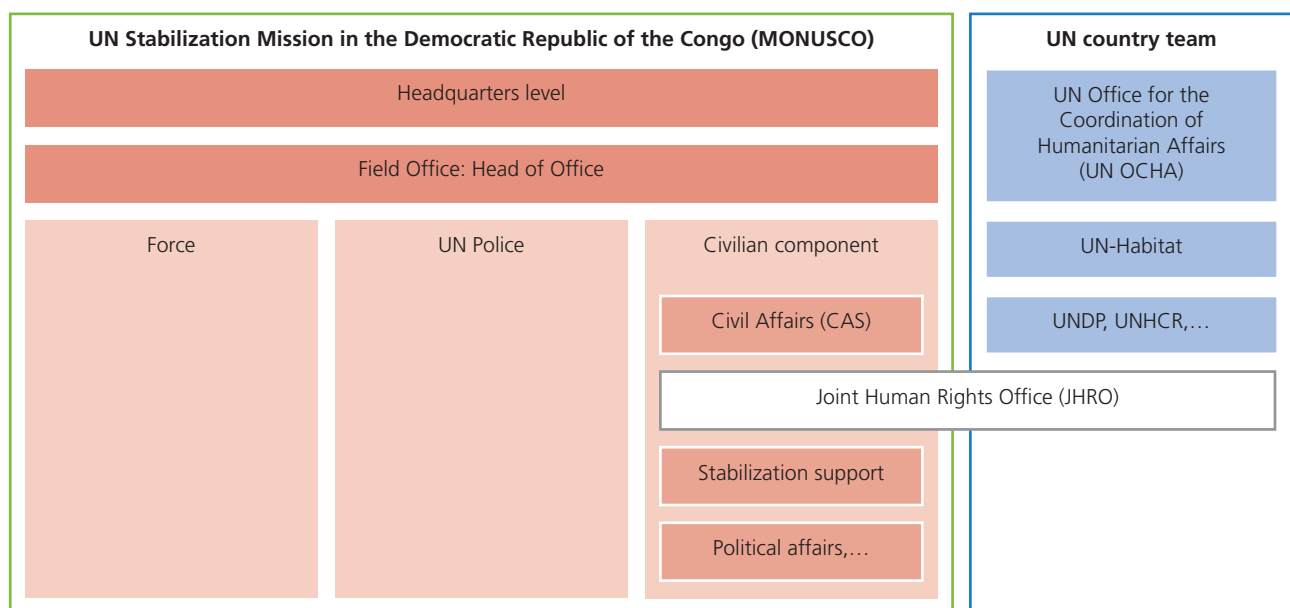 UN Stabilization Mission in the Democratic Republic of the Congo (MONUSCO)
Headquarters level
Field Office: Head of Office
Force
UN Police
Civilian component
Civil Affairs (CAS)
Joint Human Rights Office (JHRO)
Stabilization support
Political affairs,…
UN country team
UN Office for the
Coordination of
Humanitarian Affairs
(UN OCHA)
UN-Habitat
UNDP, UNHCR,…